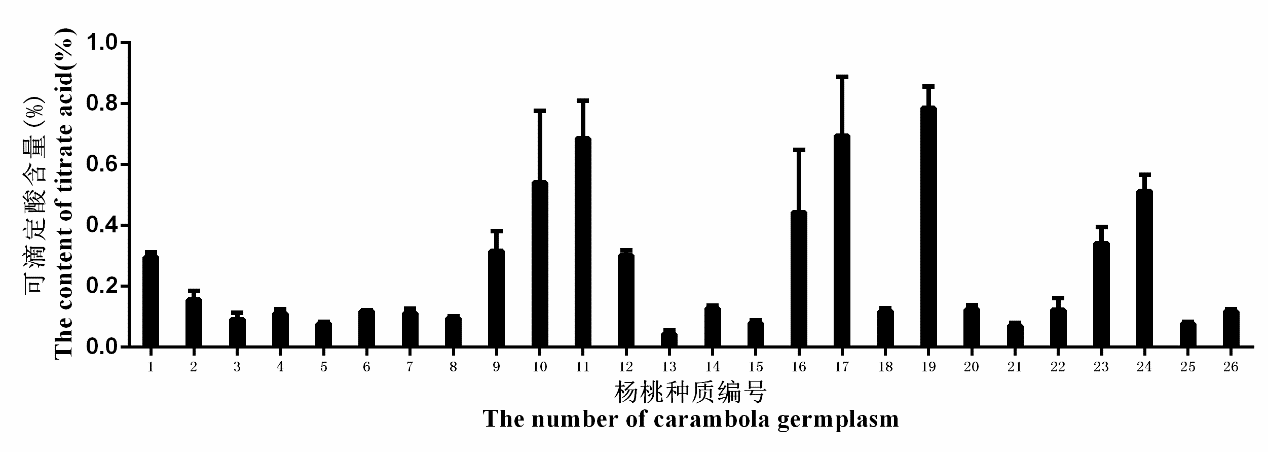 可滴定酸含量(%)
The content of titrate acid(%)
1.0
0.8
0.6
0.4
0.2
0.0
1 2 3 4 5 6 7 8 9 10 11 12 13 14 15 16 17 18 19 20 21 22 23 24 25 26
杨桃种质编号
The number of carambola germplasm